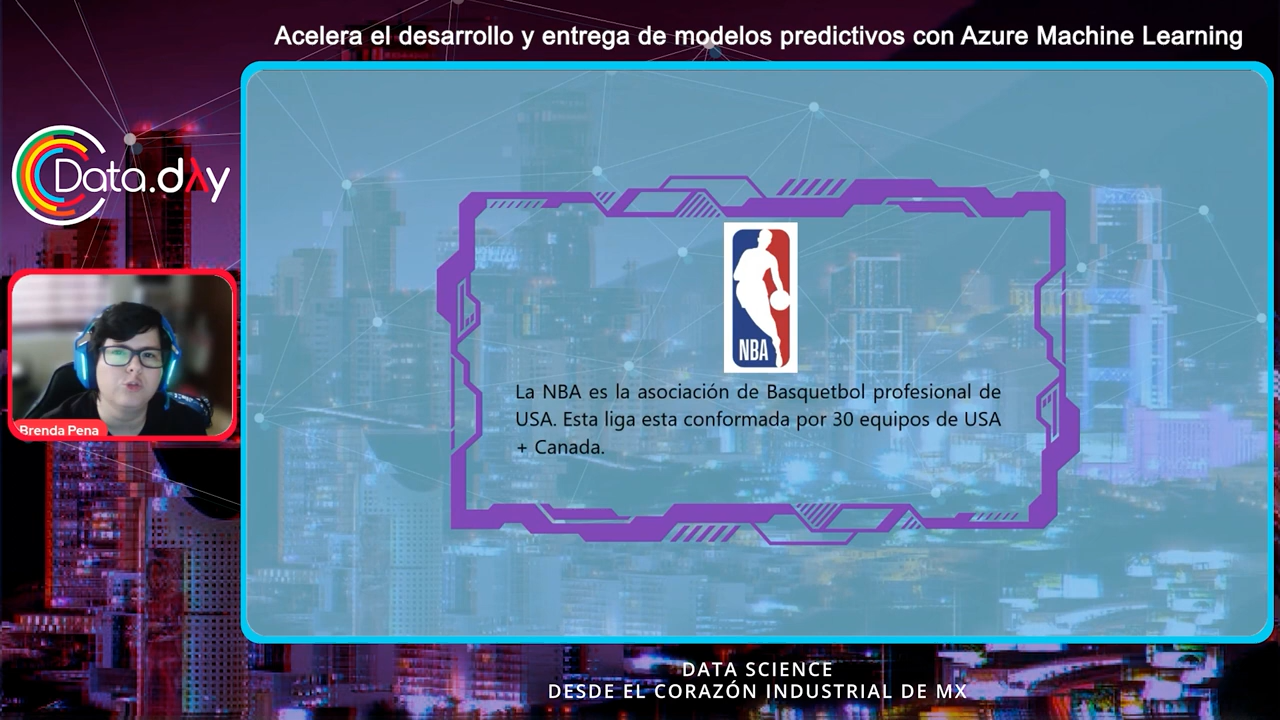 Acelera el desarrollo y entrega de modelos predictivos con Azure Machine Learning
Data.dλy
NBA
La NBA es la asociación de Basquetbol profesional de
USA. Esta liga esta conformada por 30 equipos de USA
+ Canada.
Brenda Pena
DATA SCIENCE
DESDE EL CORAZÓN INDUSTRIAL DE MX